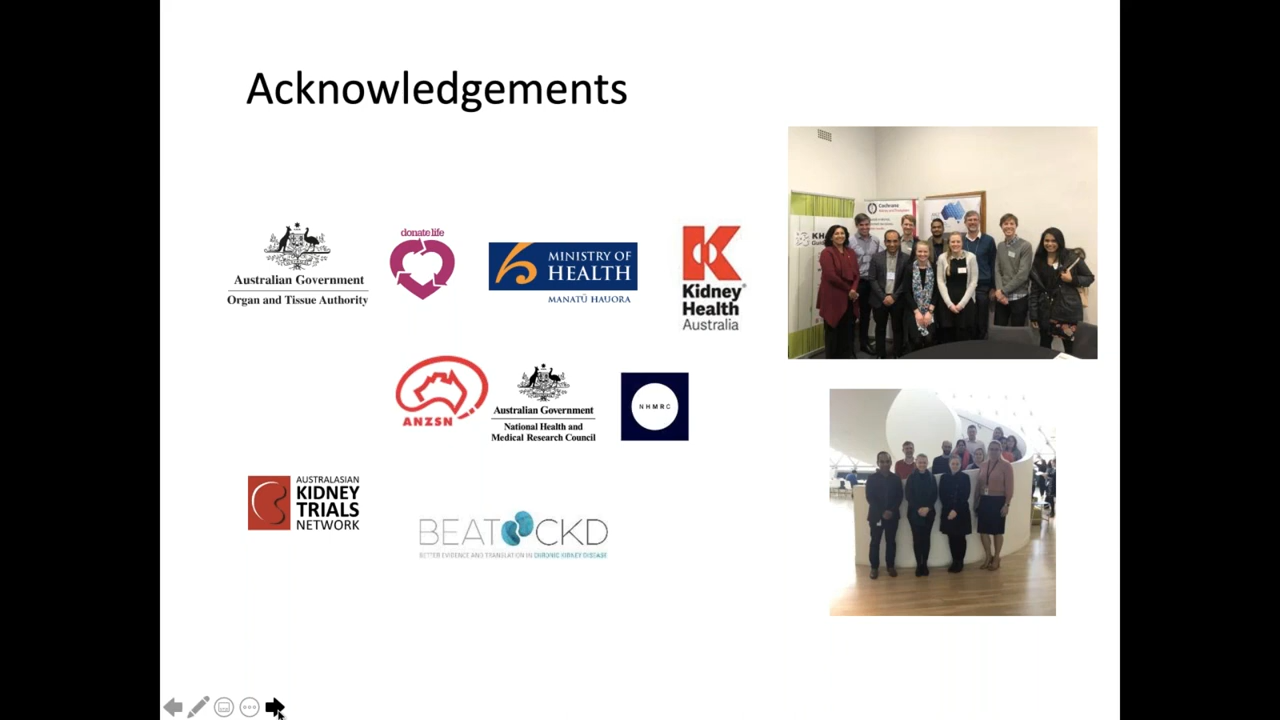 Acknowledgements
Australian Government
Organ and Tissue Authority
donatelife
MINISTRY OF
HEALTH
MANATŪ HAUORA
Kidney
Health
Australia
ANZSN
Australian Government
National Health and
Medical Research Council
NHMRC
AUSTRALASIAN
KIDNEY
TRIALS
NETWORK
BEAT CKD
BETTER EVIDENCE AND TRANSLATION IN CHRONIC KIDNEY DISEASE
Cochrane